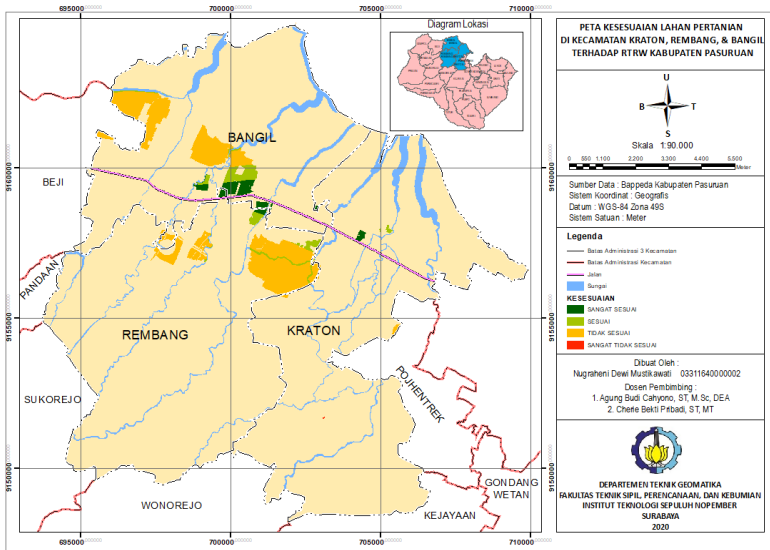 695000
700000
705000
710000
Diagram Lokasi
9160000
9155000
9150000
BANGIL
BEJI
PANDAAN
REMBANG
KRATON
SUKOREJO
POJHENTREK
WONOREJO
GONDANG
WETAN
KEJAYAAN
9160000
9155000
9150000
695000
700000
705000
710000
PETA KESESUAIAN LAHAN PERTANIAN
DI KECAMATAN KRATON, REMBANG, & BANGIL
TERHADAP RTRW KABUPATEN PASURUAN
U
B T
S
Skala 1:90.000
0 550 1.100 2.200 3.300 4.400 5.500
Meter
Sumber Data : Bappeda Kabupaten Pasuruan
Sistem Koordinat : Geografis
Datum : WGS-84 Zona 49S
Sistem Satuan : Meter
Legenda
Batas Administrasi 3 Kecamatan
Batas Administrasi Kecamatan
Jalan
Sungai
KESESUAIAN
SANGAT SESUAI
SESUAI
TIDAK SESUAI
SANGAT TIDAK SESUAI
Dibuat Oleh :
Nugraheni Dewi Mustikawati 03311640000002
Dosen Pembimbing :
1. Agung Budi Cahyono, ST, M.Sc, DEA
2. Cherie Bekti Pribadi, ST, MT
DEPARTEMEN TEKNIK GEOMATIKA
FAKULTAS TEKNIK SIPIL, PERENCANAAN, DAN KEBUMIAN
INSTITUT TEKNOLOGI SEPULUH NOPEMBER
SURABAYA
2020